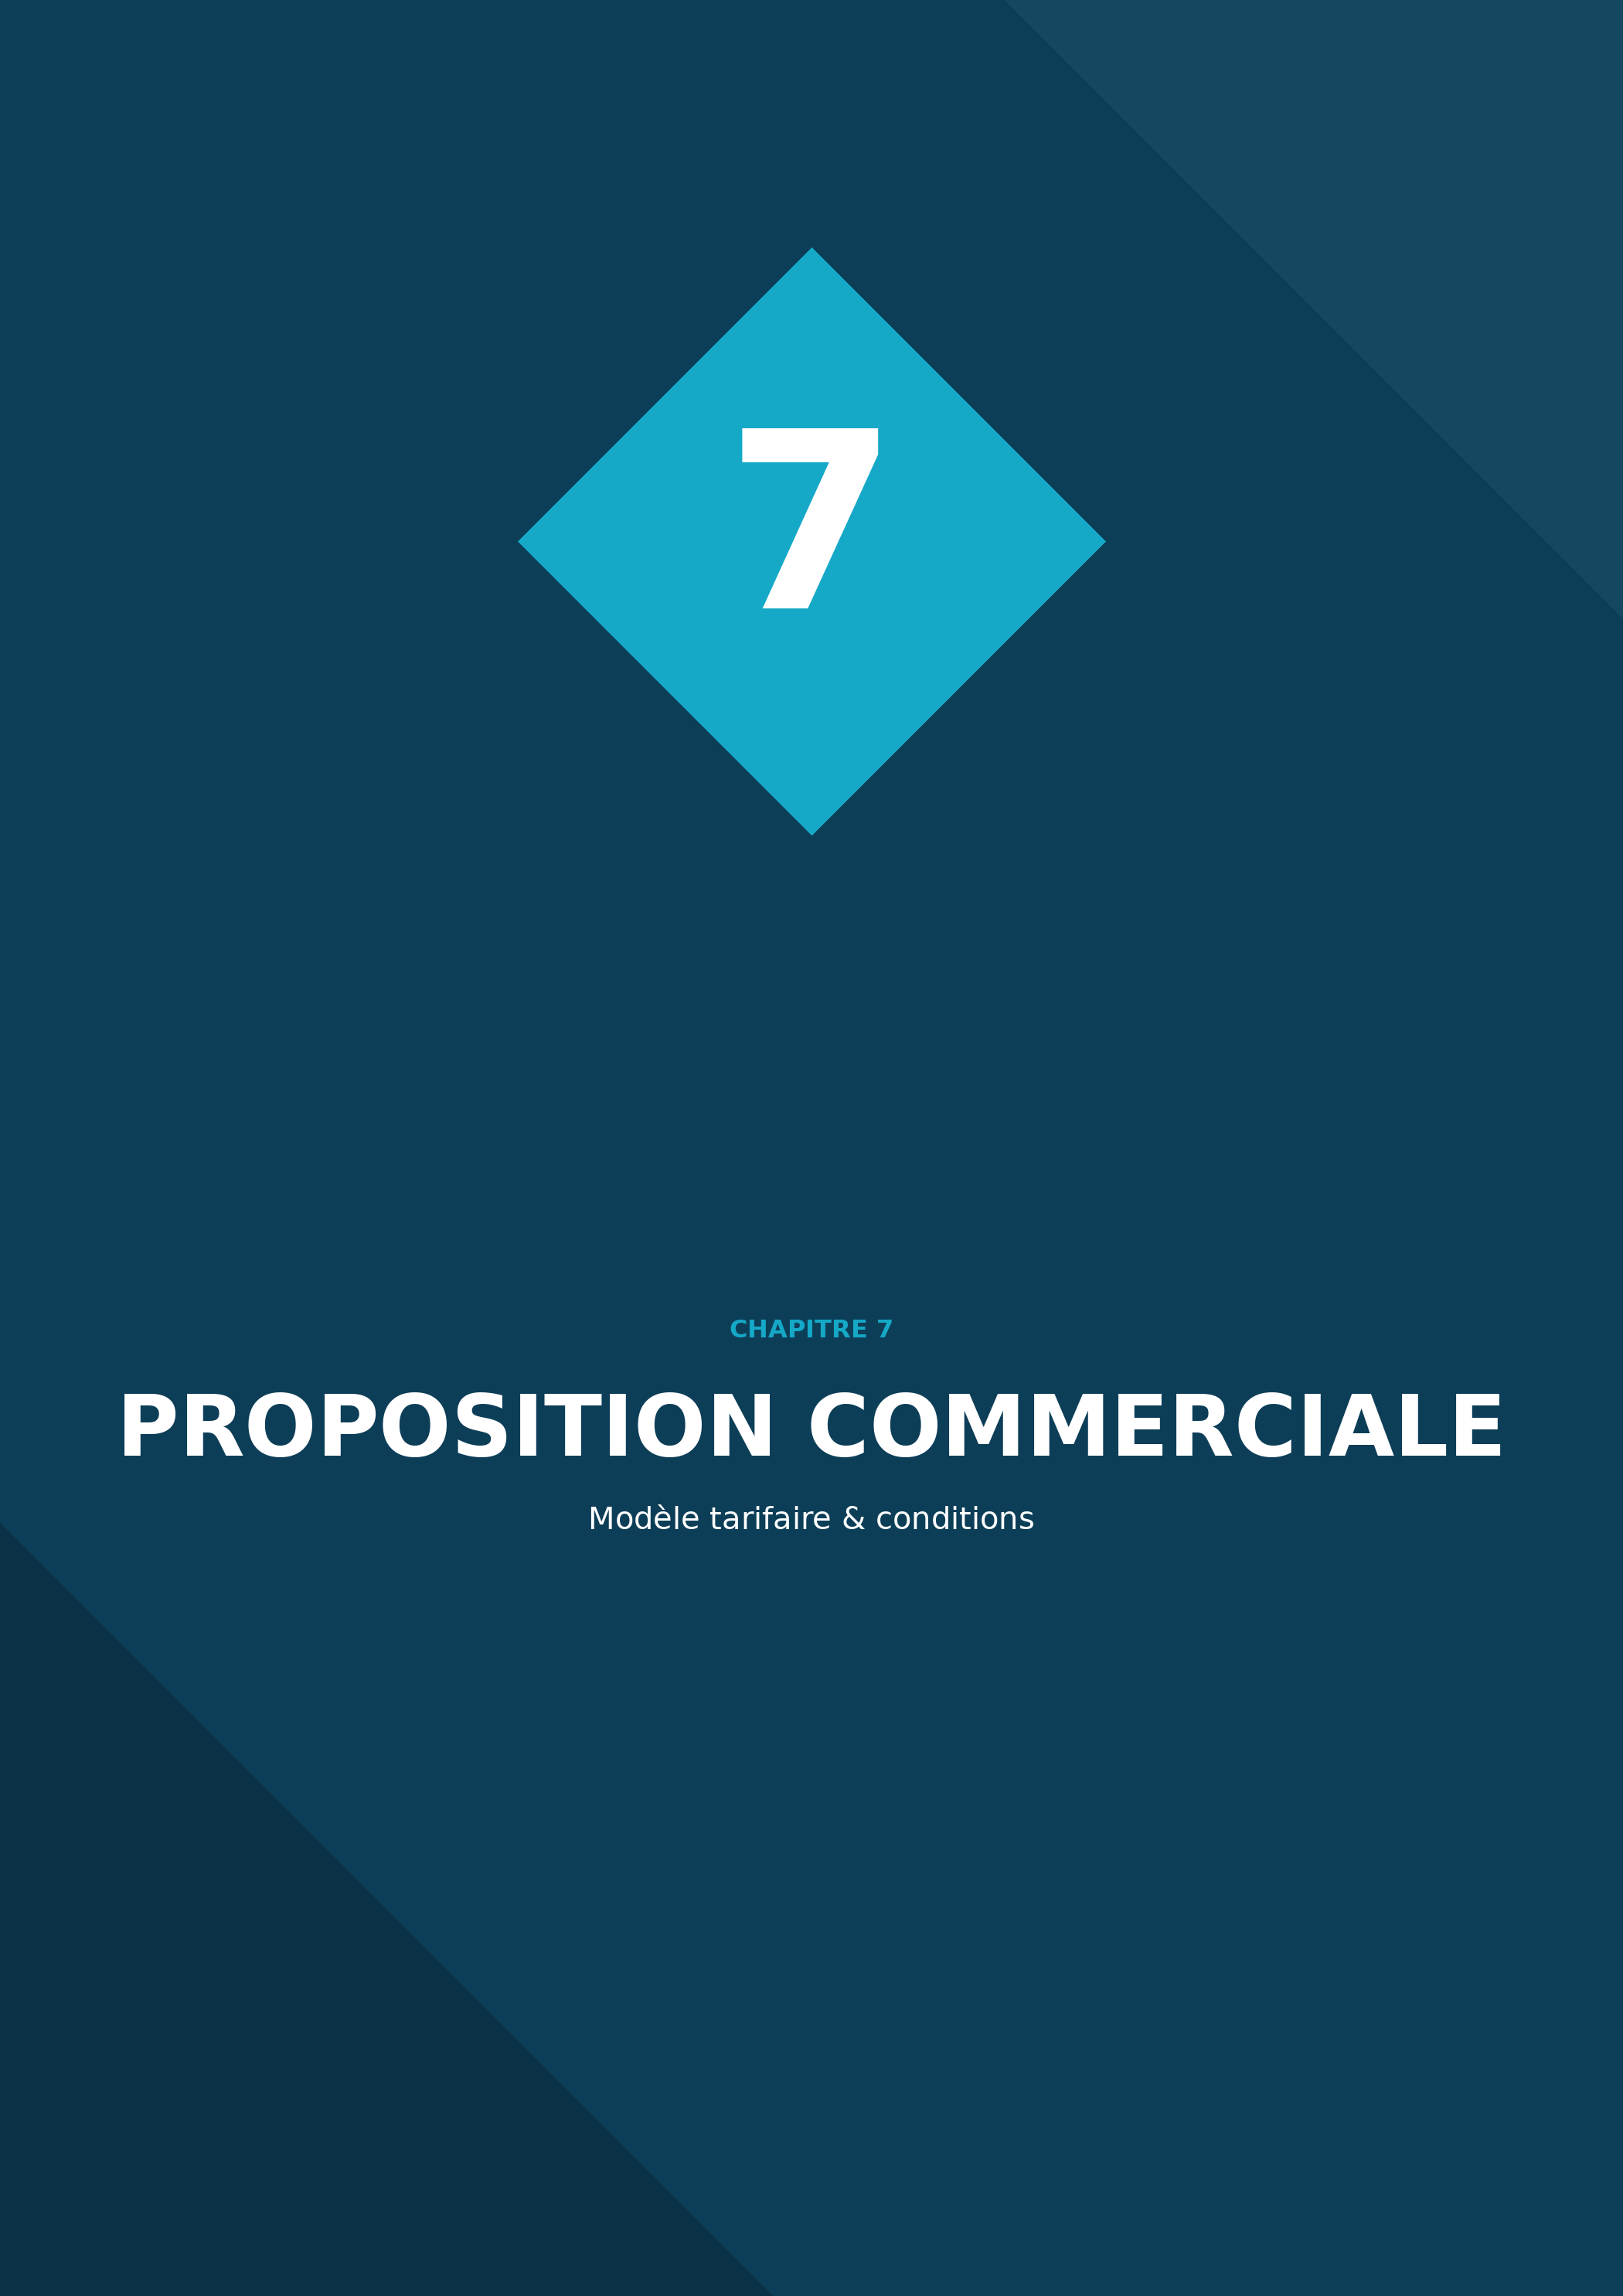 7
CHAPITRE 7
PROPOSITION COMMERCIALE
Modèle tarifaire & conditions